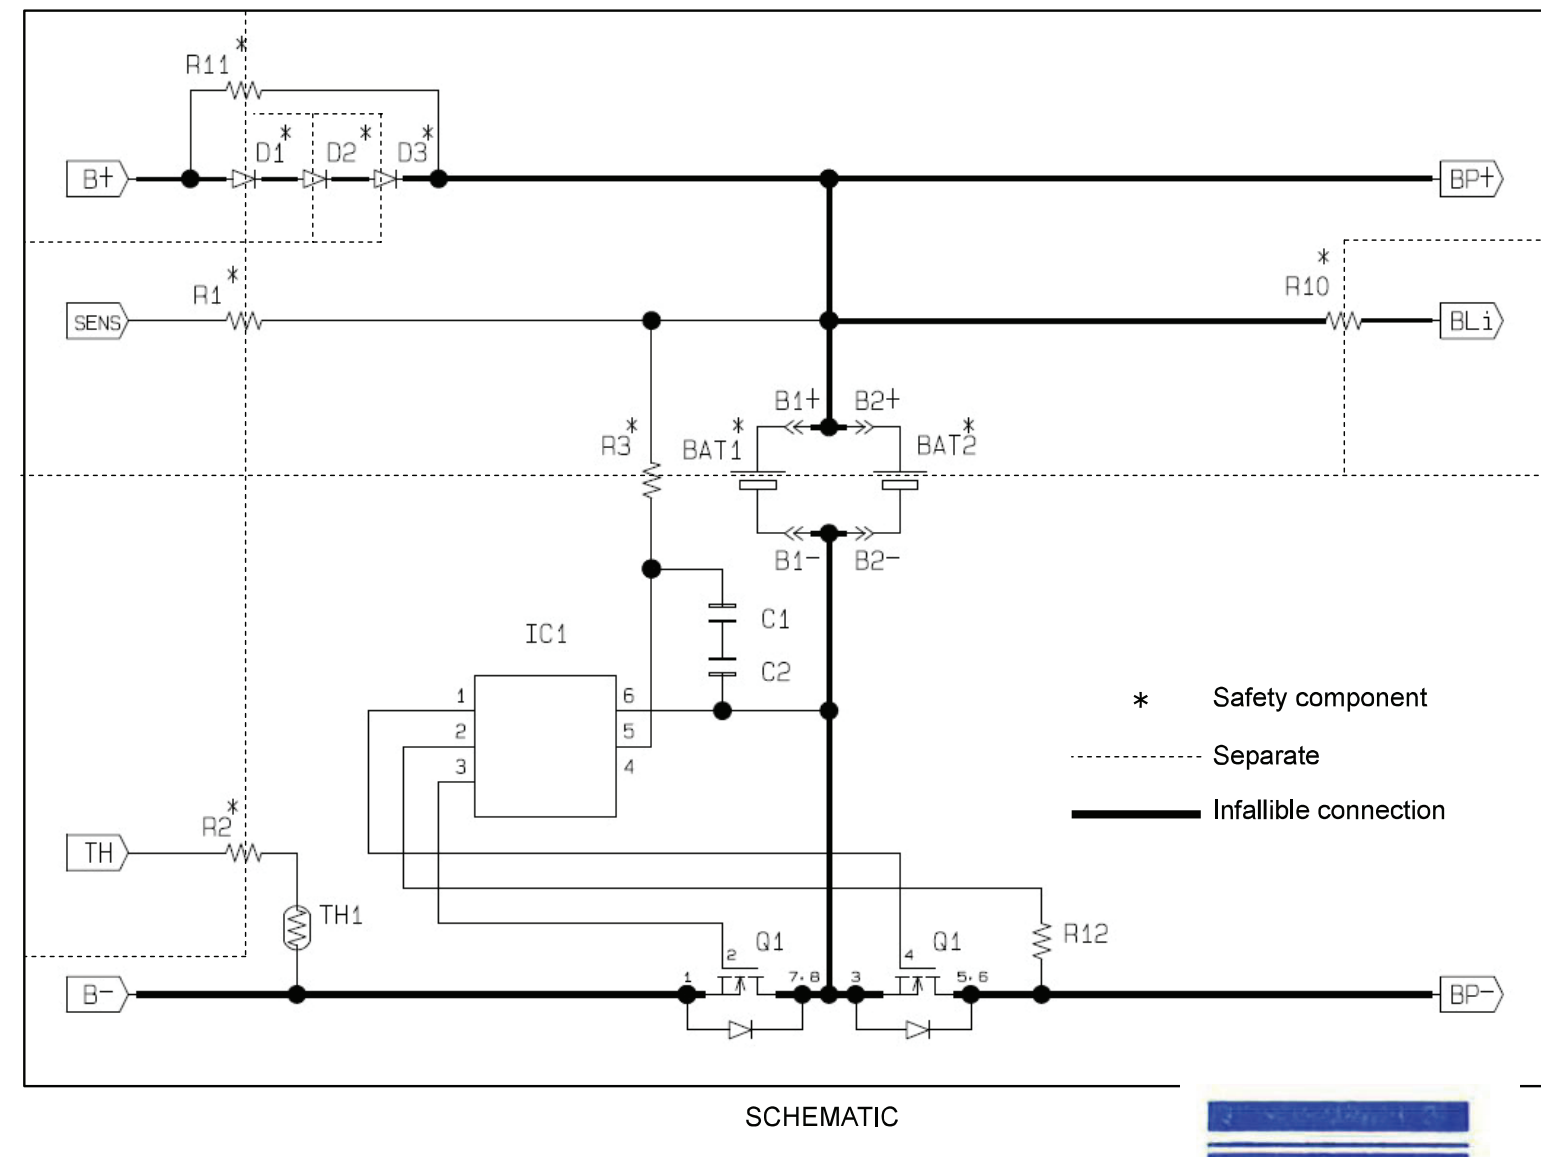 *
R11
D1*
D2*
D3*
B+
BP+
*
R1
*
R10
SENS
BLi
B1+
B2+
R3*
BAT1*
BAT2*
B1-
B2-
C1
IC1
C2
1
6
2
5
3
4
* Safety component
Separate
Infallible connection
*
R2
TH
TH1
R12
Q1
Q1
2
4
1
7,8
3
5,6
B-
BP-
SCHEMATIC